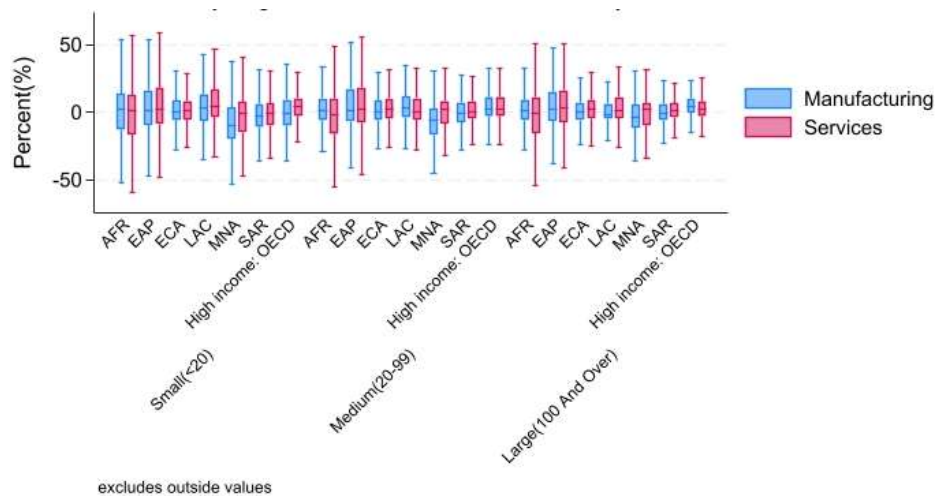 Percent(%)
50
0
-50
AFR
EAP
ECA
LAC
MNA
SAR
High income: OECD
AFR
EAP
ECA
LAC
MNA
SAR
High income: OECD
AFR
EAP
ECA
LAC
MNA
SAR
High income: OECD
Small(<20)
Medium(20-99)
Large(100 And Over)
Manufacturing
Services
excludes outside values